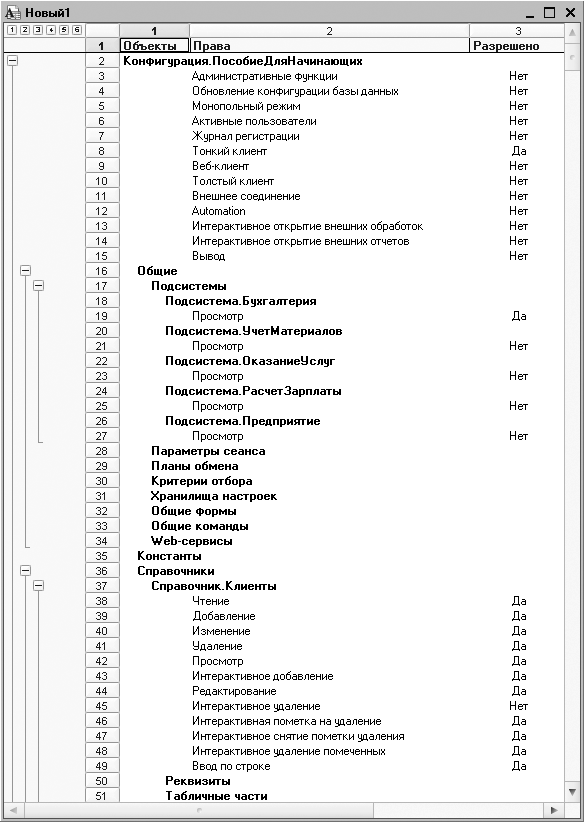 Новый1
1 2 3 4 5 6 1 2 3
1 Объекты Права Разрешено
2 Конфигурация.ПособиеДляНачинающих
3 Административные функции Нет
4 Обновление конфигурации базы данных Нет
5 Монопольный режим Нет
6 Активные пользователи Нет
7 Журнал регистрации Нет
8 Тонкий клиент Да
9 Веб-клиент Нет
10 Толстый клиент Нет
11 Внешнее соединение Нет
12 Automation Нет
13 Интерактивное открытие внешних обработок Нет
14 Интерактивное открытие внешних отчетов Нет
15 Вывод Нет
16 Общие
17 Подсистемы
18 Подсистема.Бухгалтерия
19 Просмотр Да
20 Подсистема.УчетМатериалов
21 Просмотр Нет
22 Подсистема.ОказаниеУслуг
23 Просмотр Нет
24 Подсистема.РасчетЗарплаты
25 Просмотр Нет
26 Подсистема.Предприятие
27 Просмотр Нет
28 Параметры сеанса
29 Планы обмена
30 Критерии отбора
31 Хранилища настроек
32 Общие формы
33 Общие команды
34 Web-сервисы
35 Константы
36 Справочники
37 Справочник.Клиенты
38 Чтение Да
39 Добавление Да
40 Изменение Да
41 Удаление Да
42 Просмотр Да
43 Интерактивное добавление Да
44 Редактирование Да
45 Интерактивное удаление Нет
46 Интерактивная пометка на удаление Да
47 Интерактивное снятие пометки удаления Да
48 Интерактивное удаление помеченных Да
49 Ввод по строке Да
50 Реквизиты
51 Табличные части